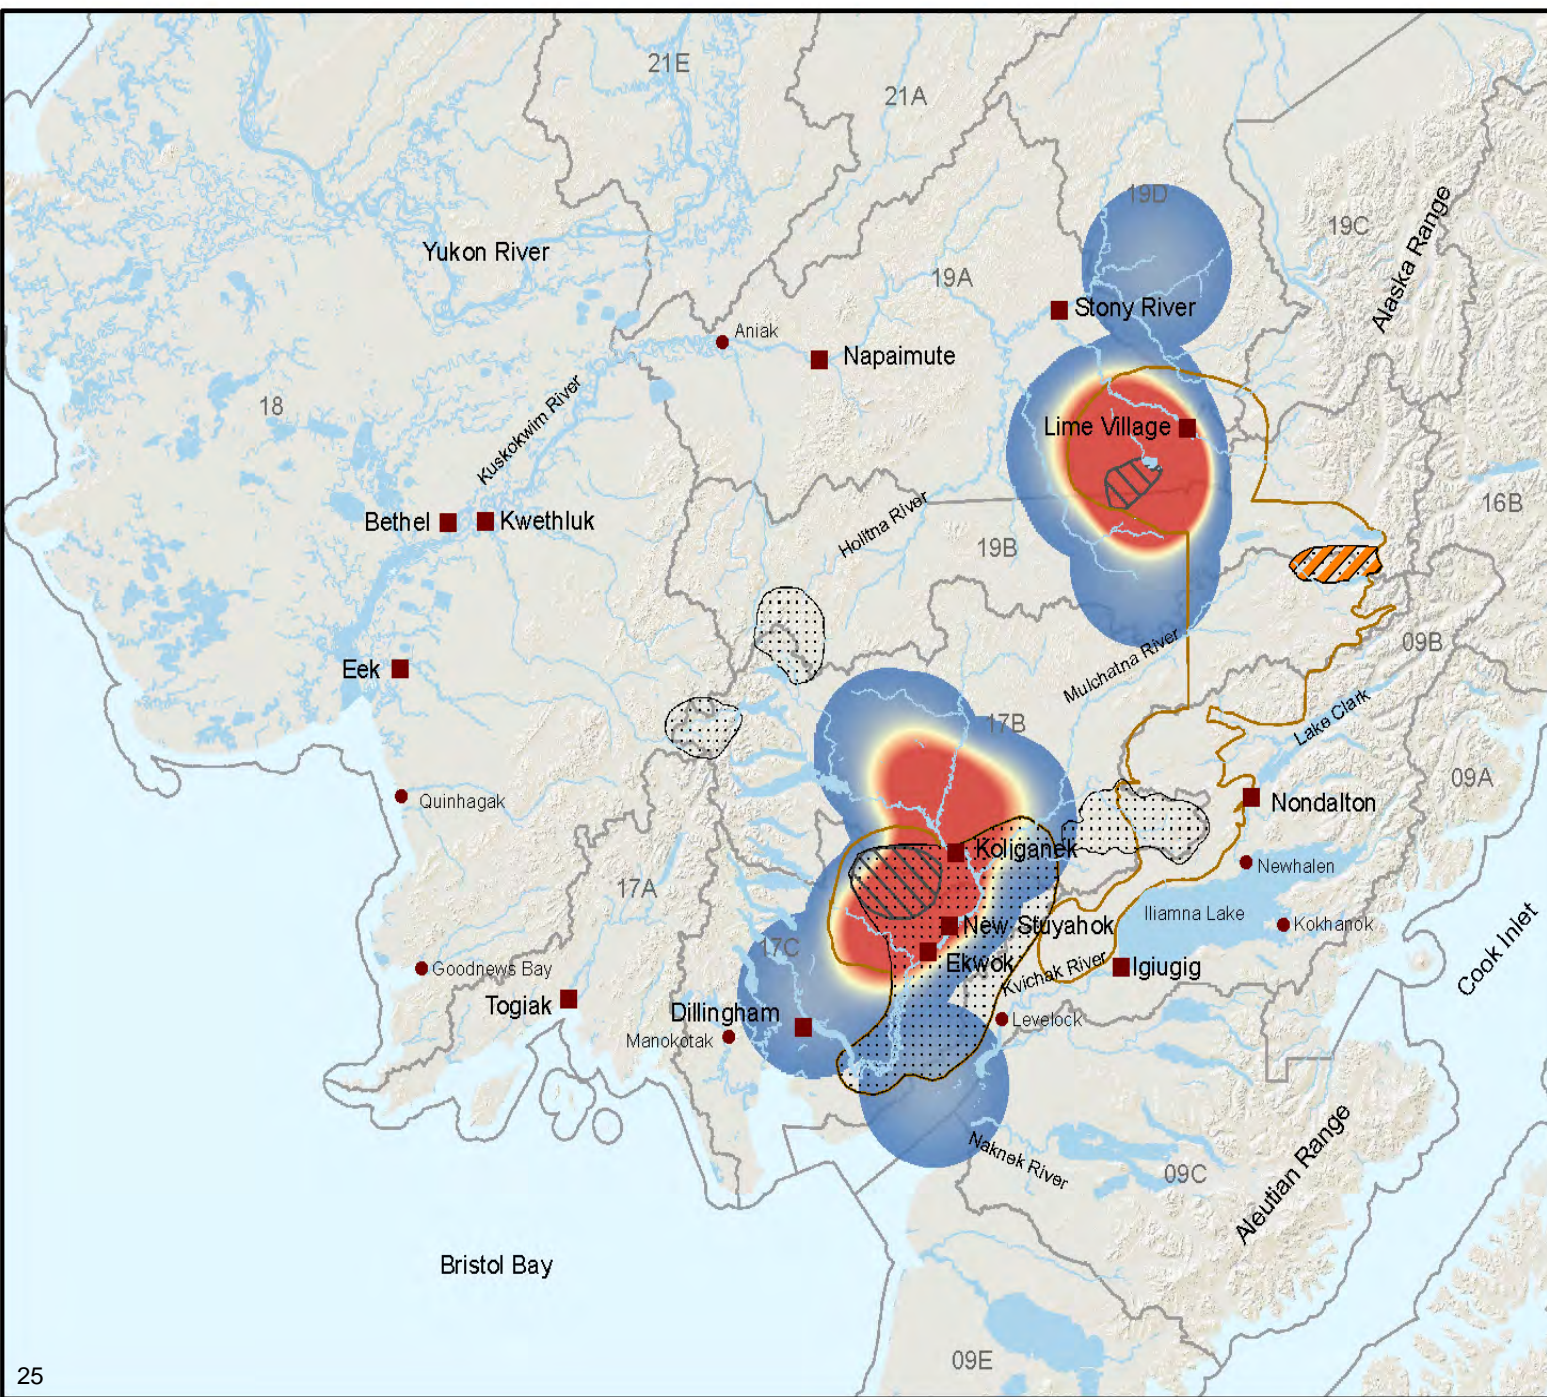 21E
21A
19D
19C
Alaska Range
Yukon River
19A
Stony River
Aniak
Napaimute
18
Kuskokwim River
Lime Village
16B
Bethel
Kwethluk
Holitna River
19B
09B
Eek
Mulchatna River
17B
Lake Clark
09A
Quinhagak
Nondalton
Koliganek
Newhalen
17A
Iliamna Lake
Kokhanok
New Stuyahok
17C
Ekwok
Goodnews Bay
Kvichak River
Igiugig
Cook Inlet
Togiak
Dillingham
Levelock
Manokotak
Naknek River
09C
Aleutian Range
Bristol Bay
09E
25